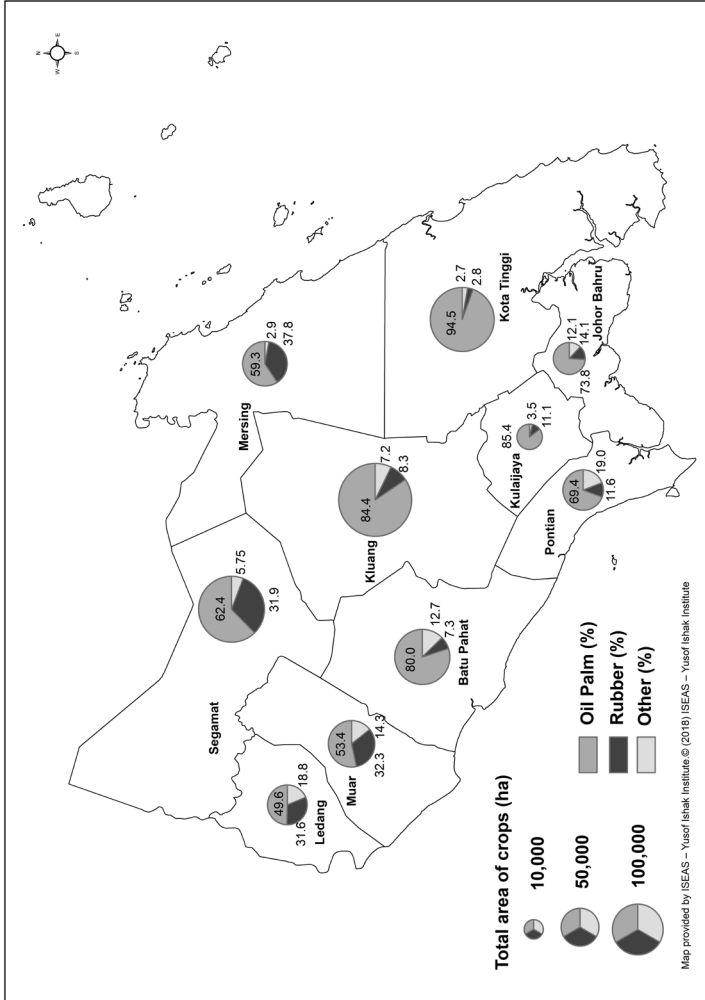 N
W E
S
Mersing
59.3
2.9
37.8
Segamat
62.4
5.75
31.9
Kota Tinggi
94.5
2.7
2.8
Kluang
84.4
7.2
8.3
Ledang
49.6
18.8
31.6
Muar
53.4
14.3
32.3
Batu Pahat
80.0
12.7
7.3
Kulaijaya
85.4
3.5
11.1
Johor Bahru
73.8
12.1
14.1
Pontian
69.4
19.0
11.6
Total area of crops (ha)
10,000
50,000
100,000
Oil Palm (%)
Rubber (%)
Other (%)
Map provided by ISEAS – Yusof Ishak Institute.© (2018) ISEAS – Yusof Ishak Institute